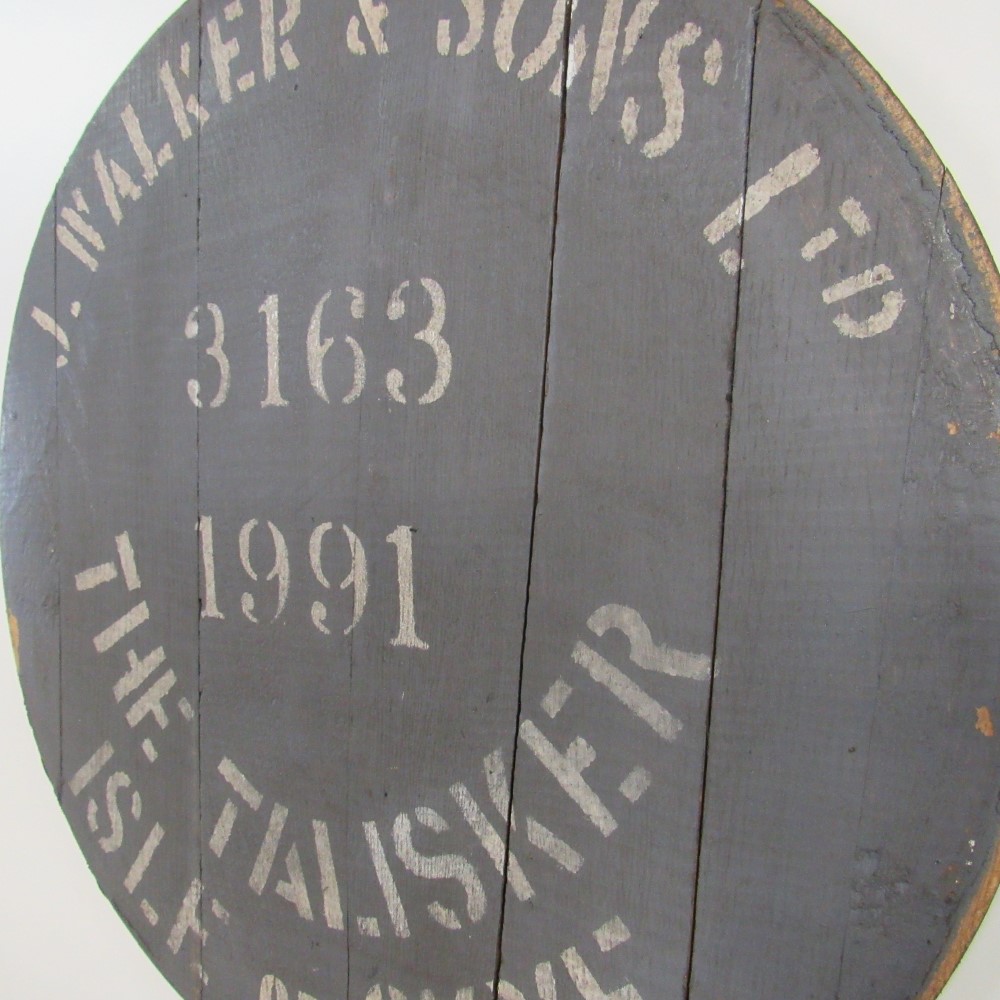 J. WALKER & SONS LTD
3163
1991
THE TALISKER
ISLE